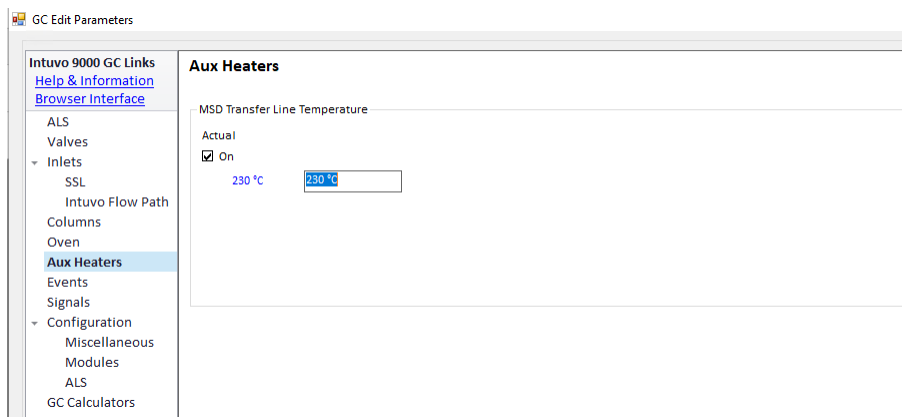 GC Edit Parameters
Intuvo 9000 GC Links
Help & Information
Browser Interface
ALS
Valves
Inlets
SSL
Intuvo Flow Path
Columns
Oven
Aux Heaters
Events
Signals
Configuration
Miscellaneous
Modules
ALS
GC Calculators
Aux Heaters
MSD Transfer Line Temperature
Actual
On
230 °C 230 °C